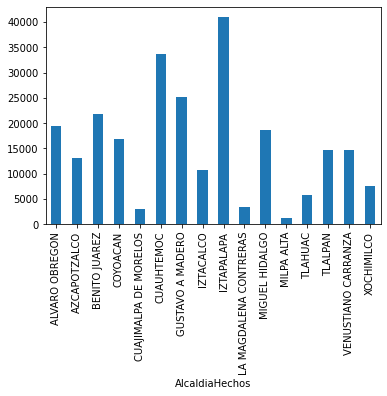 40000
35000
30000
25000
20000
15000
10000
5000
0
ALVARO OBREGON
AZCAPOTZALCO
BENITO JUAREZ
COYOACAN
CUAJIMALPA DE MORELOS
CUAUHTEMOC
GUSTAVO A MADERO
IZTACALCO
IZTAPALAPA
LA MAGDALENA CONTRERAS
MIGUEL HIDALGO
MILPA ALTA
TLAHUAC
TLALPAN
VENUSTIANO CARRANZA
XOCHIMILCO
AlcaldiaHechos